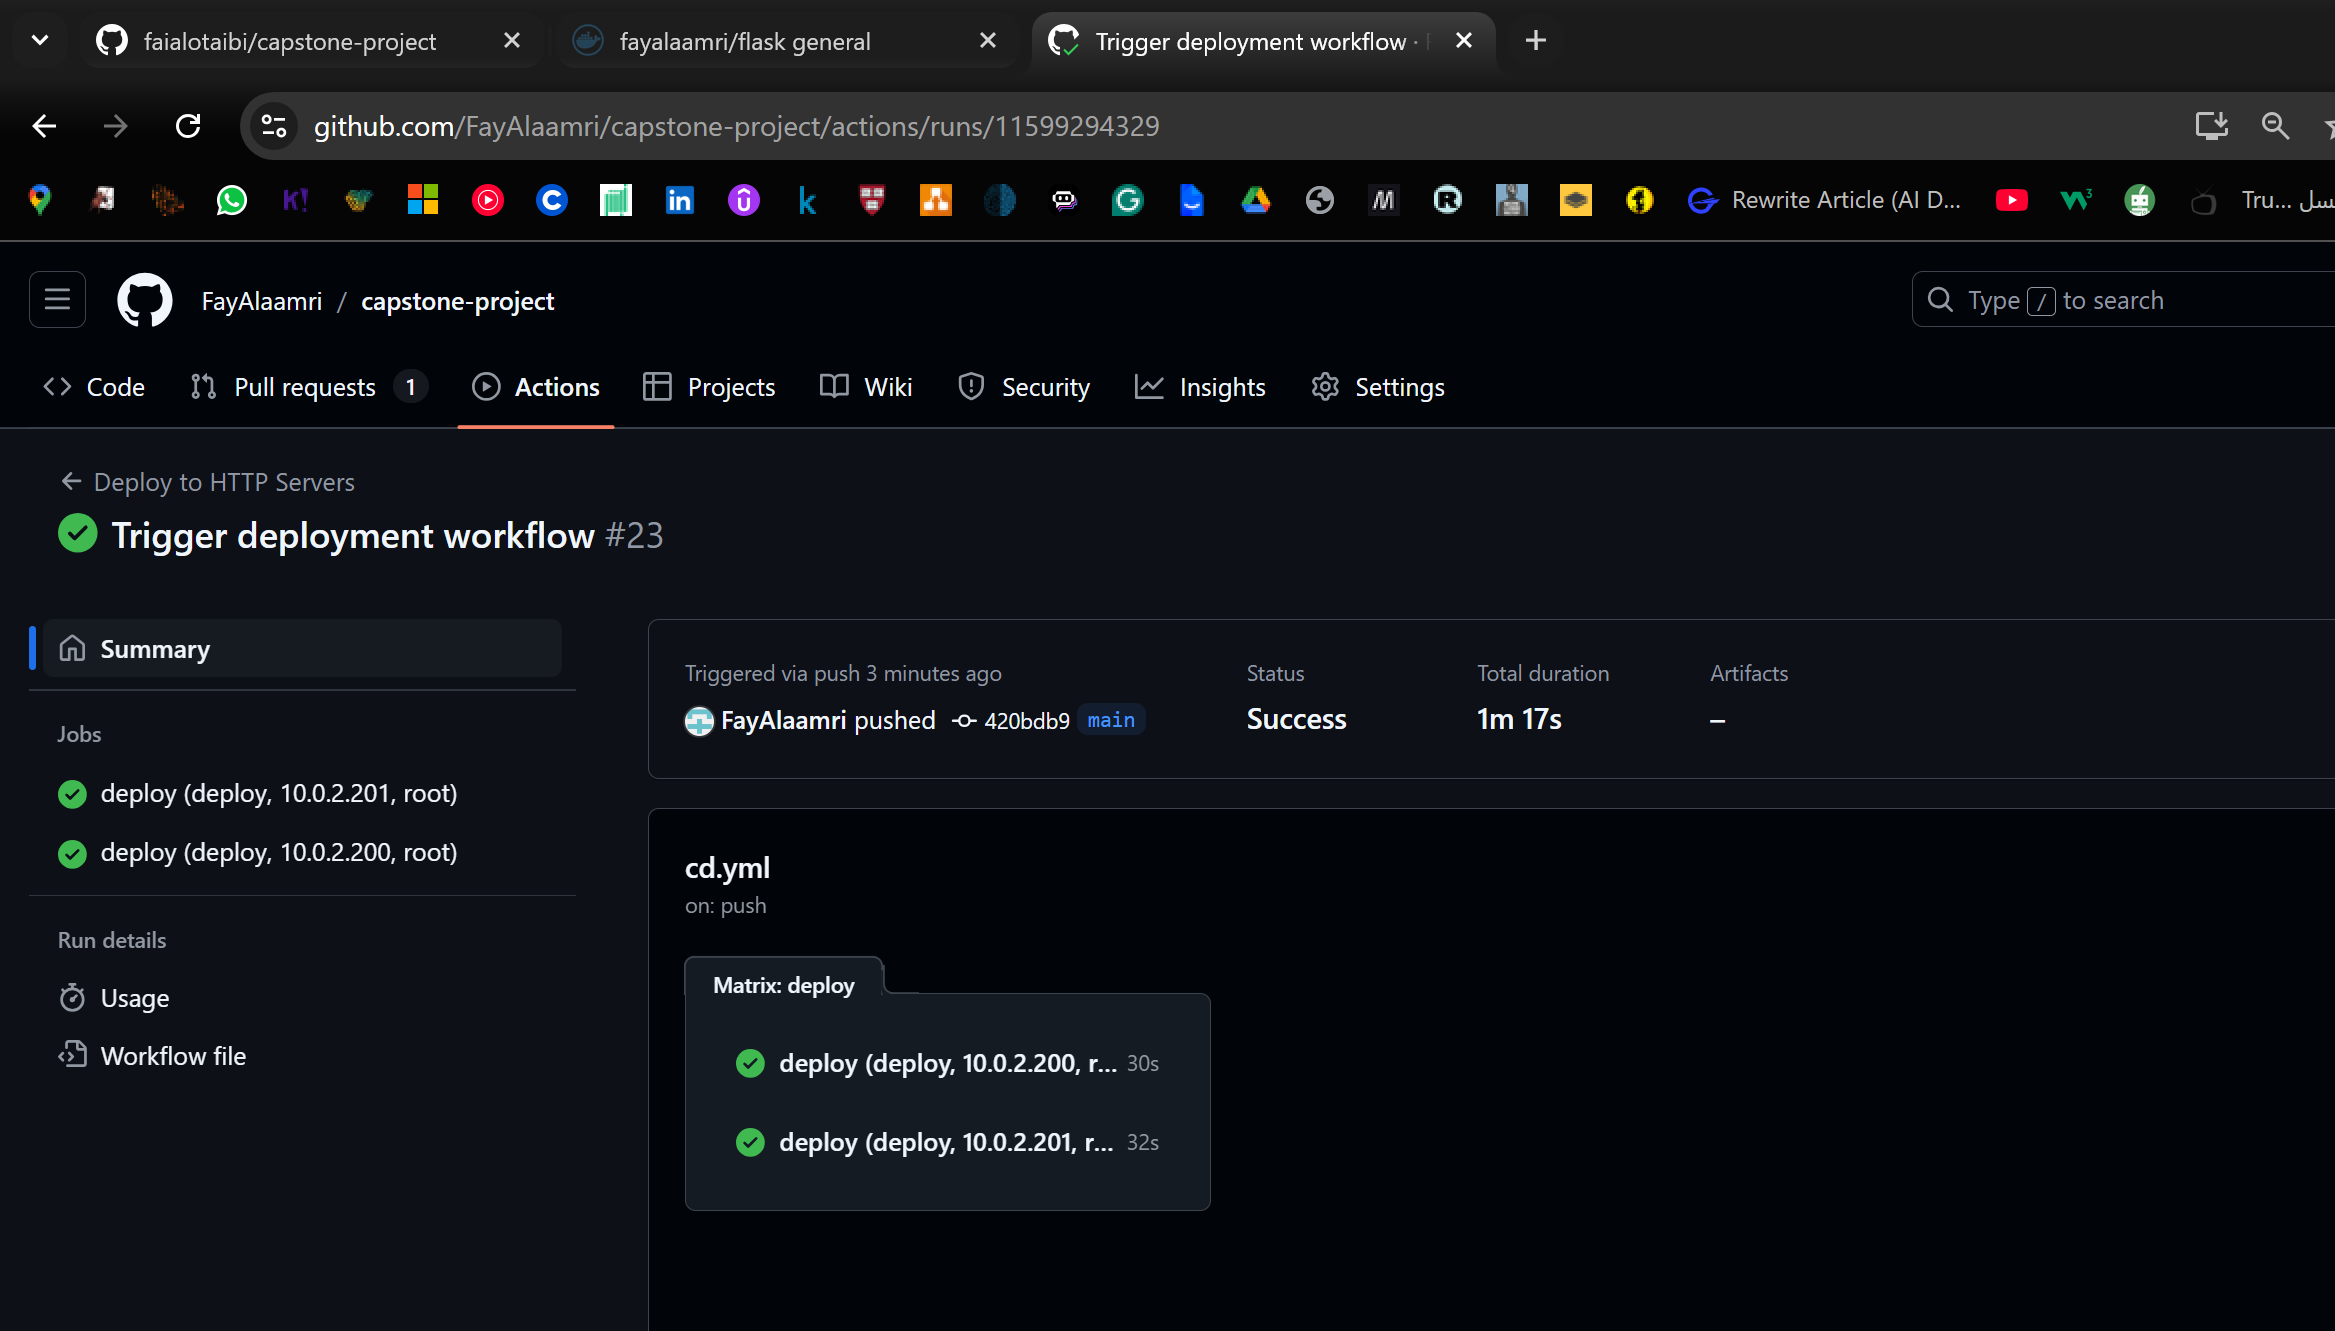 faialotaibi/capstone-project
fayalaamri/flask general
Trigger deployment workflow ·
github.com/FayAlaamri/capstone-project/actions/runs/11599294329
Rewrite Article (AI D...
Tru...
FayAlaamri / capstone-project
Type / to search
Code
Pull requests 1
Actions
Projects
Wiki
Security
Insights
Settings
Deploy to HTTP Servers
Trigger deployment workflow #23
Summary
Jobs
deploy (deploy, 10.0.2.201, root)
deploy (deploy, 10.0.2.200, root)
Run details
Usage
Workflow file
Triggered via push 3 minutes ago
FayAlaamri pushed 420bdb9 main
Status
Success
Total duration
1m 17s
Artifacts
–
cd.yml
on: push
Matrix: deploy
deploy (deploy, 10.0.2.200, r... 30s
deploy (deploy, 10.0.2.201, r... 32s